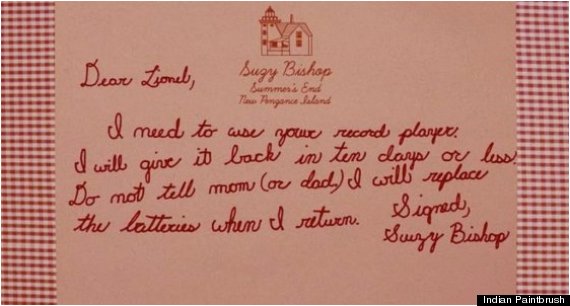 Suzy Bishop
Summer's End
New Pengance Island
Dear Lionel,
I need to use your record player.
I will give it back in ten days or less.
Do not tell mom (or dad,) I will replace
the batteries when I return.
Signed,
Suzy Bishop
Indian Paintbrush